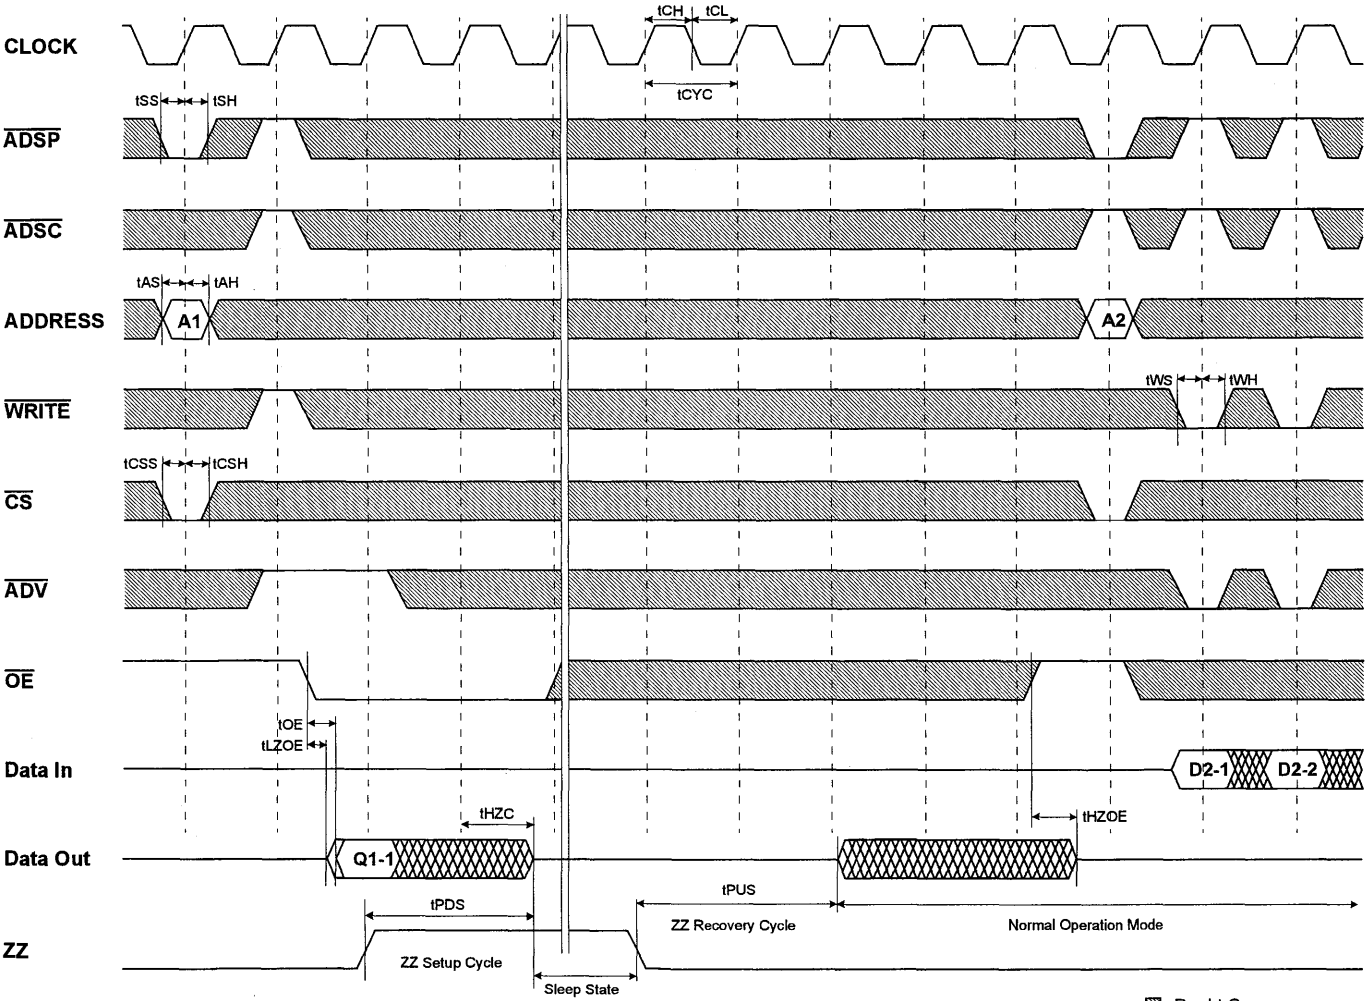 tCH tCL
CLOCK
tCYC
tSS tSH
ADSP
ADSC
tAS tAH
ADDRESS A1 A2
tWS tWH
WRITE
tCSS tCSH
CS
ADV
OE
tOE
tLZOE
Data In D2-1 D2-2
tHZC tHZOE
Data Out Q1-1
tPDS tPUS
ZZ Recovery Cycle Normal Operation Mode
ZZ ZZ Setup Cycle
Sleep State